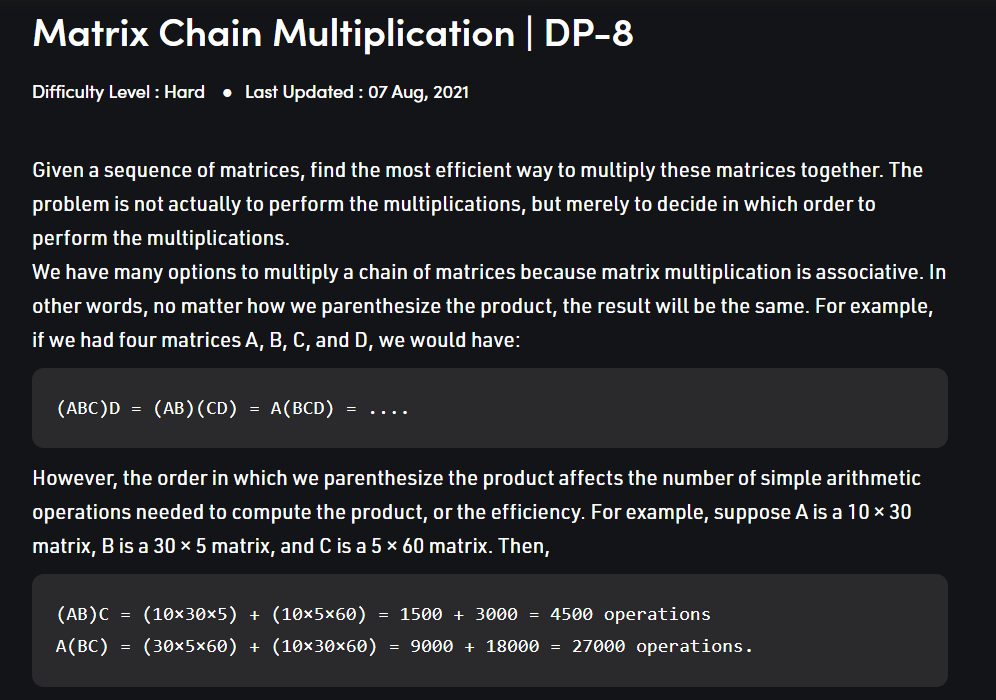 Matrix Chain Multiplication | DP-8
Difficulty Level : Hard ● Last Updated : 07 Aug, 2021
Given a sequence of matrices, find the most efficient way to multiply these matrices together. The
problem is not actually to perform the multiplications, but merely to decide in which order to
perform the multiplications.
We have many options to multiply a chain of matrices because matrix multiplication is associative. In
other words, no matter how we parenthesize the product, the result will be the same. For example,
if we had four matrices A, B, C, and D, we would have:
(ABC)D = (AB)(CD) = A(BCD) = ....
However, the order in which we parenthesize the product affects the number of simple arithmetic
operations needed to compute the product, or the efficiency. For example, suppose A is a 10 × 30
matrix, B is a 30 × 5 matrix, and C is a 5 × 60 matrix. Then,
(AB)C = (10×30×5) + (10×5×60) = 1500 + 3000 = 4500 operations
A(BC) = (30×5×60) + (10×30×60) = 9000 + 18000 = 27000 operations.